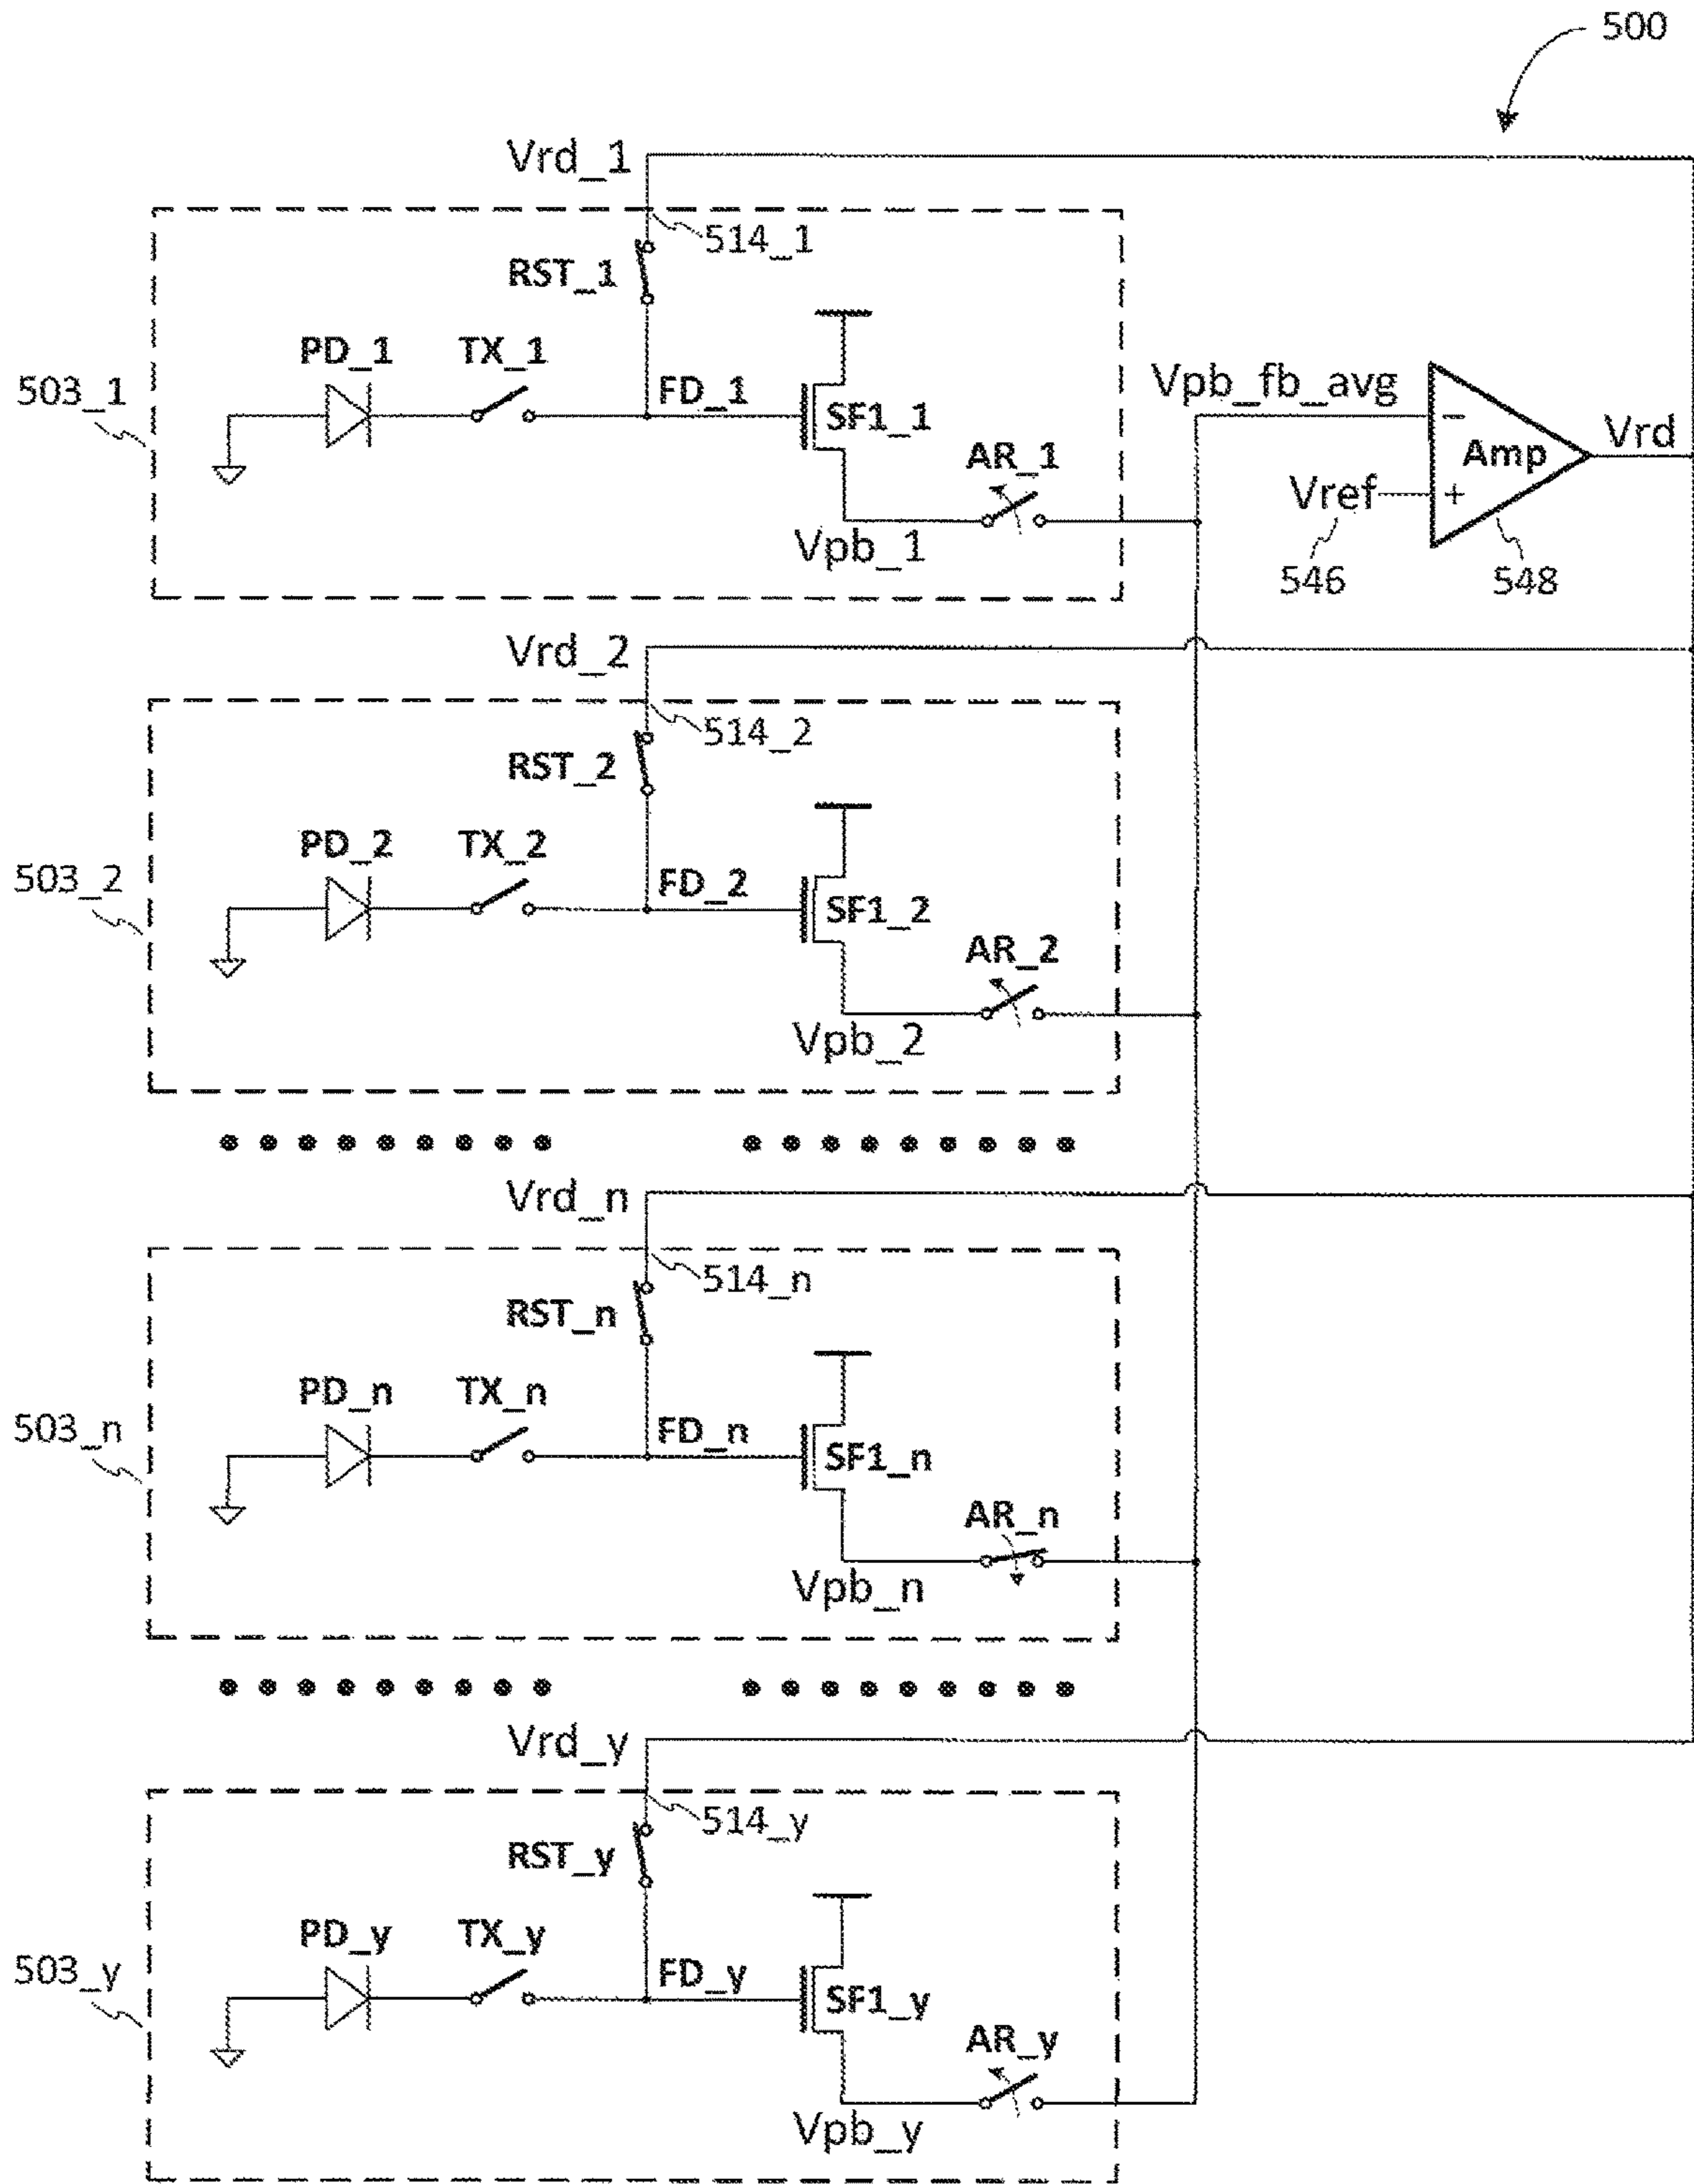 500
Vrd_1
514_1
RST_1
PD_1
TX_1
FD_1
SF1_1
503_1
AR_1
Vpb_1
Vpb_fb_avg
−
Amp
Vrd
Vref
+
546
548
Vrd_2
514_2
RST_2
PD_2
TX_2
FD_2
SF1_2
503_2
AR_2
Vpb_2
Vrd_n
514_n
RST_n
PD_n
TX_n
FD_n
SF1_n
503_n
AR_n
Vpb_n
Vrd_y
514_y
RST_y
PD_y
TX_y
FD_y
SF1_y
503_y
AR_y
Vpb_y